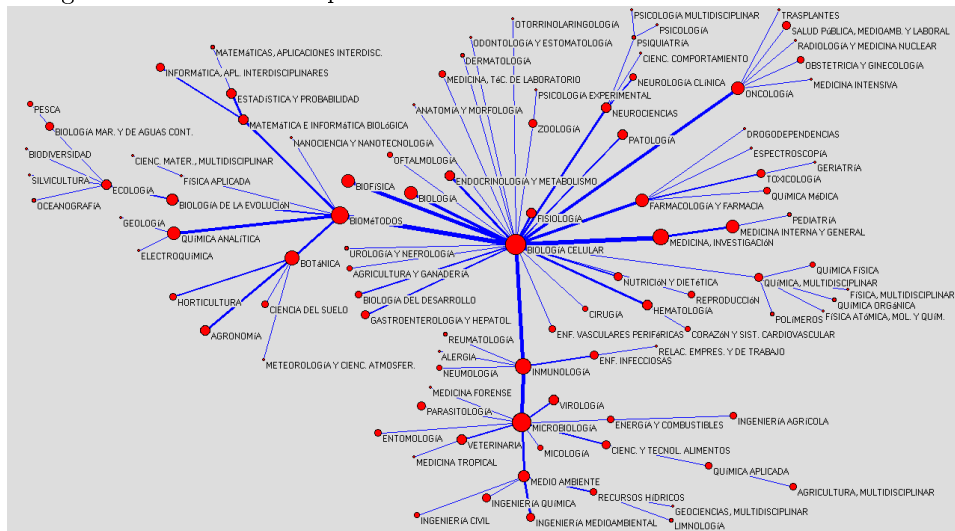 OTORRINOLARINGOLOGíA
PSICOLOGíA MULTIDISCIPLINAR
TRASPLANTES
PSICOLOGíA
SALUD PúBLICA, MEDIOAMB. Y LABORAL
ODONTOLOGíA Y ESTOMATOLOGíA
PSIQUIATRíA
RADIOLOGíA Y MEDICINA NUCLEAR
MATEMáTICAS, APLICACIONES INTERDISC.
DERMATOLOGíA
CIENC. COMPORTAMIENTO
OBSTETRICIA Y GINECOLOGíA
INFORMáTICA, APL. INTERDISCIPLINARES
MEDICINA, TéC. DE LABORATORIO
NEUROLOGíA CLíNICA
MEDICINA INTENSIVA
ONCOLOGíA
ESTADíSTICA Y PROBABILIDAD
PSICOLOGíA EXPERIMENTAL
PESCA
ANATOMíA Y MORFOLOGíA
NEUROCIENCIAS
MATEMáTICA E INFORMáTICA BIOLóGICA
ZOOLOGíA
BIOLOGíA MAR. Y DE AGUAS CONT.
PATOLOGíA
DROGODEPENDENCIAS
NANOCIENCIA Y NANOTECNOLOGíA
BIODIVERSIDAD
CIENC. MATER., MULTIDISCIPLINAR
OFTALMOLOGíA
ESPECTROSCOPíA
GERIATRíA
SILVICULTURA
FíSICA APLICADA
BIOFíSICA
ENDOCRINOLOGíA Y METABOLISMO
TOXICOLOGíA
ECOLOGíA
BIOLOGíA
QUíMICA MéDICA
OCEANOGRAFíA
BIOLOGíA DE LA EVOLUCIóN
FARMACOLOGíA Y FARMACIA
BIOMéTODOS
FISIOLOGíA
PEDIATRíA
GEOLOGíA
MEDICINA INTERNA Y GENERAL
QUíMICA ANALíTICA
BIOLOGíA CELULAR
MEDICINA, INVESTIGACIóN
ELECTROQUíMICA
UROLOGíA Y NEFROLOGíA
BOTáNICA
AGRICULTURA Y GANADERíA
QUíMICA FíSICA
NUTRICIóN Y DIETéTICA
QUíMICA, MULTIDISCIPLINAR
HORTICULTURA
BIOLOGíA DEL DESARROLLO
REPRODUCCIóN
FíSICA, MULTIDISCIPLINAR
CIENCIA DEL SUELO
HEMATOLOGíA
QUíMICA ORGáNICA
GASTROENTEROLOGíA Y HEPATOL.
CIRUGíA
POLíMEROS
FíSICA ATóMICA, MOL. Y QUíM.
AGRONOMíA
ENF. VASCULARES PERIFéRICAS
CORAZóN Y SIST. CARDIOVASCULAR
REUMATOLOGíA
RELAC. EMPRES. Y DE TRABAJO
ALERGIA
ENF. INFECCIOSAS
METEOROLOGíA Y CIENC. ATMOSFER.
NEUMOLOGíA
INMUNOLOGíA
MEDICINA FORENSE
VIROLOGíA
PARASITOLOGíA
MICROBIOLOGíA
ENERGíA Y COMBUSTIBLES
INGENIERíA AGRíCOLA
ENTOMOLOGíA
VETERINARIA
MICOLOGíA
CIENC. Y TECNOL. ALIMENTOS
MEDICINA TROPICAL
QUíMICA APLICADA
MEDIO AMBIENTE
AGRICULTURA, MULTIDISCIPLINAR
RECURSOS HíDRICOS
INGENIERíA QUíMICA
GEOCIENCIAS, MULTIDISCIPLINAR
INGENIERíA CIVIL
INGENIERíA MEDIOAMBIENTAL
LIMNOLOGíA